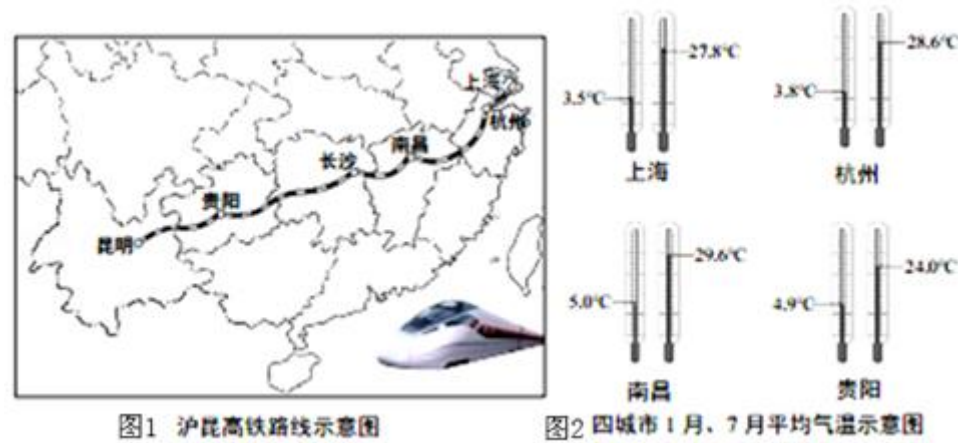 上海
杭州
南昌
长沙
贵阳
昆明
图1 沪昆高铁路线示意图
3.5℃
27.8℃
上海
3.8℃
28.6℃
杭州
5.0℃
29.6℃
南昌
4.9℃
24.0℃
贵阳
图2 四城市1月、7月平均气温示意图